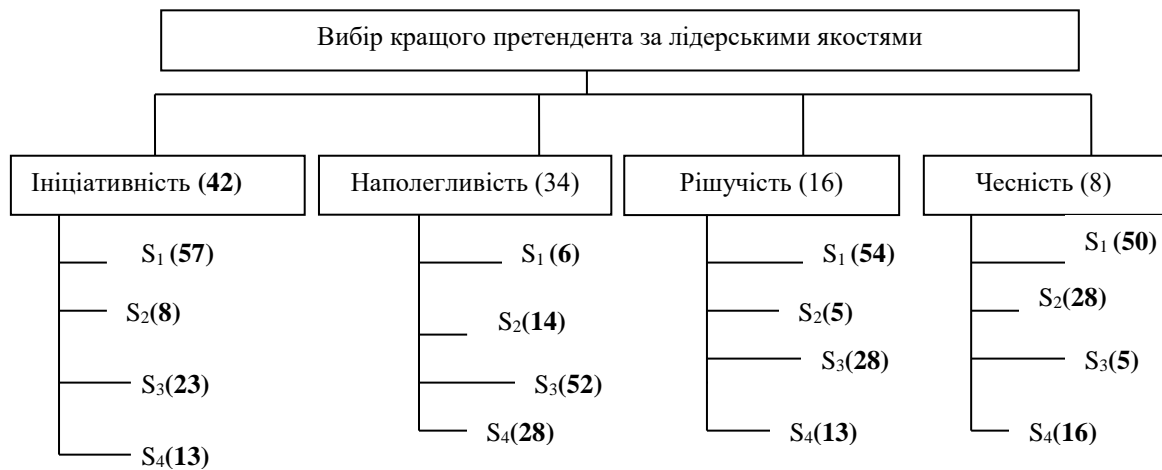 Вибір кращого претендента за лідерськими якостями
Ініціативність (42)
S₁ (57)
S₂(8)
S₃(23)
S₄(13)
Наполегливість (34)
S₁ (6)
S₂(14)
S₃(52)
S₄(28)
Рішучість (16)
S₁ (54)
S₂(5)
S₃(28)
S₄(13)
Чесність (8)
S₁ (50)
S₂(28)
S₃(5)
S₄(16)